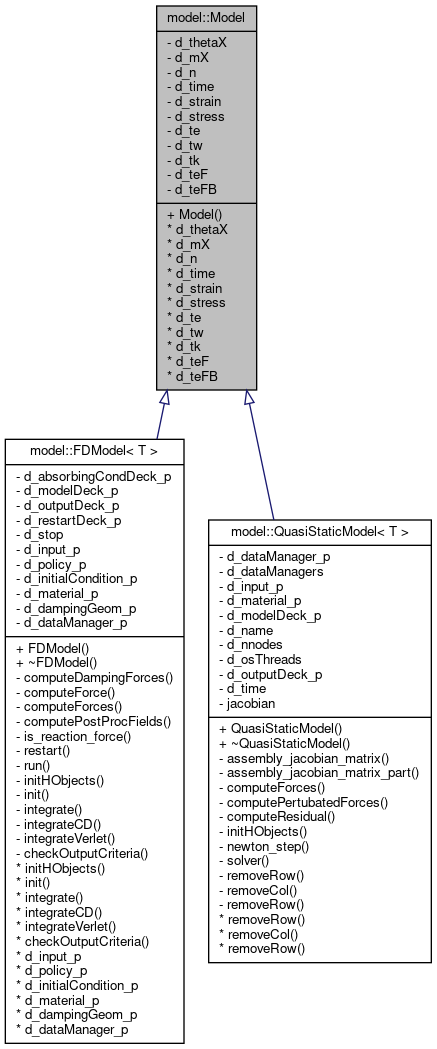 model::Model
- d_thetaX
- d_mX
- d_n
- d_time
- d_strain
- d_stress
- d_te
- d_tw
- d_tk
- d_teF
- d_teFB
+ Model()
* d_thetaX
* d_mX
* d_n
* d_time
* d_strain
* d_stress
* d_te
* d_tw
* d_tk
* d_teF
* d_teFB
model::FDModel< T >
- d_absorbingCondDeck_p
- d_modelDeck_p
- d_outputDeck_p
- d_restartDeck_p
- d_stop
- d_input_p
- d_policy_p
- d_initialCondition_p
- d_material_p
- d_dampingGeom_p
- d_dataManager_p
+ FDModel()
+ ~FDModel()
- computeDampingForces()
- computeForce()
- computeForces()
- computePostProcFields()
- is_reaction_force()
- restart()
- run()
- initHObjects()
- init()
- integrate()
- integrateCD()
- integrateVerlet()
- checkOutputCriteria()
* initHObjects()
* init()
* integrate()
* integrateCD()
* integrateVerlet()
* checkOutputCriteria()
* d_input_p
* d_policy_p
* d_initialCondition_p
* d_material_p
* d_dampingGeom_p
* d_dataManager_p
model::QuasiStaticModel< T >
- d_dataManager_p
- d_dataManagers
- d_input_p
- d_material_p
- d_modelDeck_p
- d_name
- d_nnodes
- d_osThreads
- d_outputDeck_p
- d_time
- jacobian
+ QuasiStaticModel()
+ ~QuasiStaticModel()
- assembly_jacobian_matrix()
- assembly_jacobian_matrix_part()
- computeForces()
- computePertubatedForces()
- computeResidual()
- initHObjects()
- newton_step()
- solver()
- removeRow()
- removeCol()
- removeRow()
* removeRow()
* removeCol()
* removeRow()